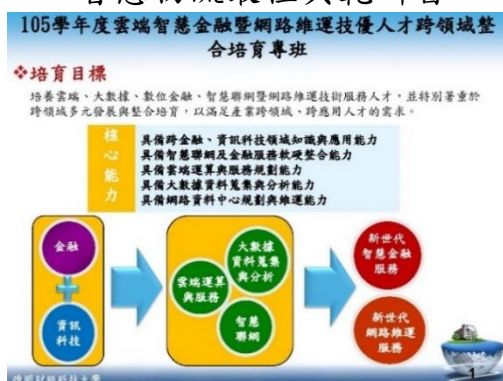 105學年度雲端智慧金融暨網路維運技優人才跨領域整
合培育專班
❖培育目標
培養雲端、大數據、數位金融、智慧聯網暨網路維運技術服務人才，並特別著重於
跨領域多元發展與整合培育，以滿足產業跨領域、跨應用人才的需求。
核心能力
具備跨金融、資訊科技領域知識與應用能力
具備智慧聯網及金融服務軟硬整合能力
具備雲端運算與服務規劃能力
具備大數據資料蒐集與分析能力
具備網路資料中心規劃與維運能力
金融
資訊
科技
大數據
資料蒐集
與分析
雲端運算
與服務
智慧
聯網
新世代
智慧金融
服務
新世代
網路維運
服務
德明財經科技大學
1